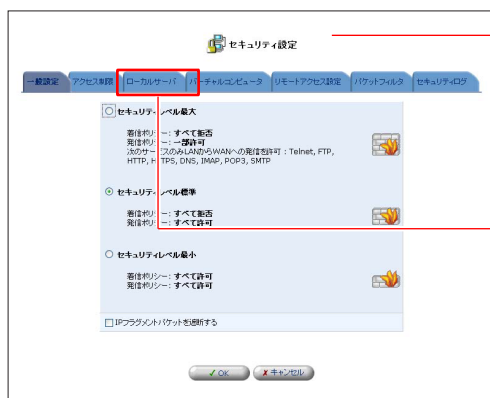 セキュリティ設定
一般設定 アクセス制限 ローカルサーバ バーチャルコンピュータ リモートアクセス設定 パケットフィルタ セキュリティログ
セキュリティレベル最大
着信ポリシー: すべて拒否
発信ポリシー: 一部許可
次のサービスのみLANからWANへの発信を許可 : Telnet, FTP,
HTTP, HTTPS, DNS, IMAP, POP3, SMTP
セキュリティレベル標準
着信ポリシー: すべて拒否
発信ポリシー: すべて許可
セキュリティレベル最小
着信ポリシー: すべて許可
発信ポリシー: すべて許可
IPフラグメントパケットを遮断する
OK キャンセル